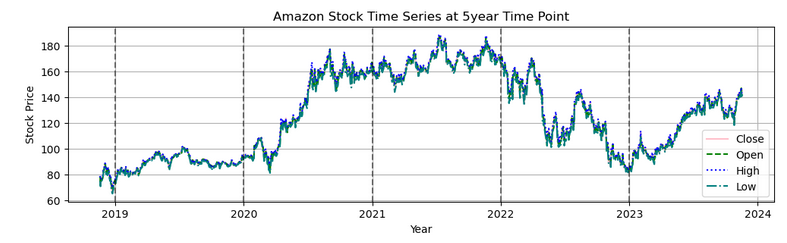 Amazon Stock Time Series at 5year Time Point
Stock Price
180
160
140
120
100
80
60
2019
2020
2021
2022
2023
2024
Year
Close
Open
High
Low